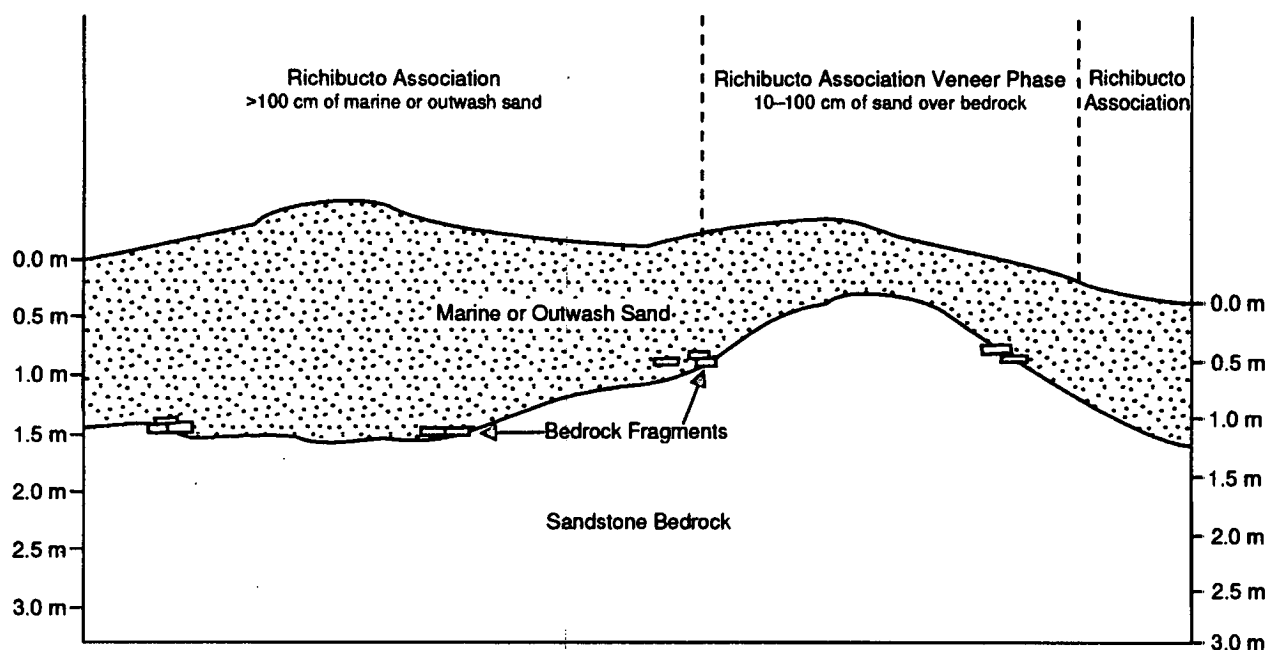 Richibucto Association
>100 cm of marine or outwash sand
Richibucto Association Veneer Phase
10–100 cm of sand over bedrock
Richibucto
Association
0.0 m
0.5 m
1.0 m
1.5 m
2.0 m
2.5 m
3.0 m
Marine or Outwash Sand
Bedrock Fragments
Sandstone Bedrock
0.0 m
0.5 m
1.0 m
1.5 m
2.0 m
2.5 m
3.0 m